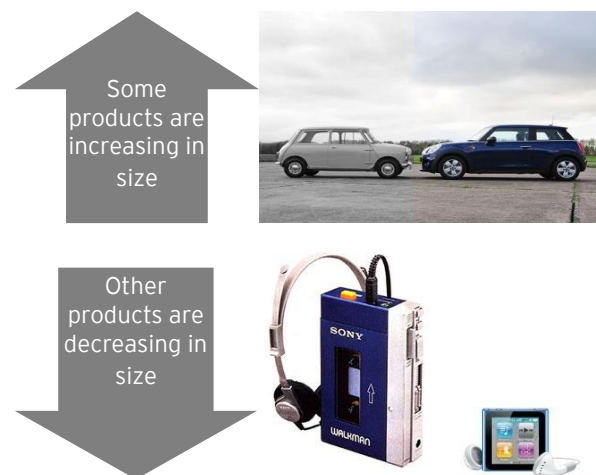 Some
products are
increasing in
size
Other
products are
decreasing in
size
SONY
WALKMAN